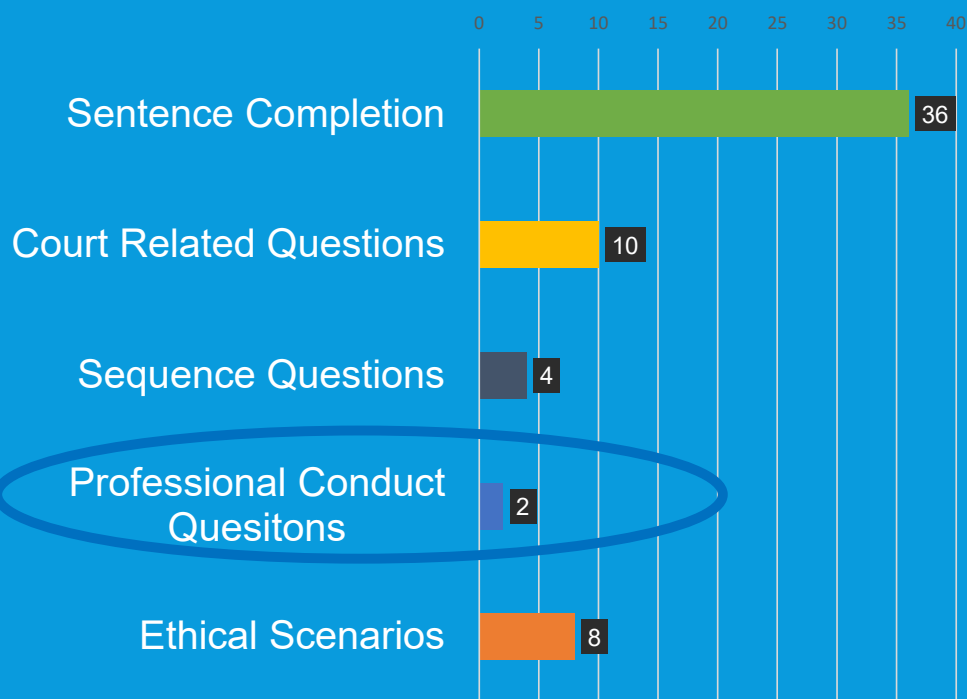 0 5 10 15 20 25 30 35 40
Sentence Completion 36
Court Related Questions 10
Sequence Questions 4
Professional Conduct
Quesitons 2
Ethical Scenarios 8